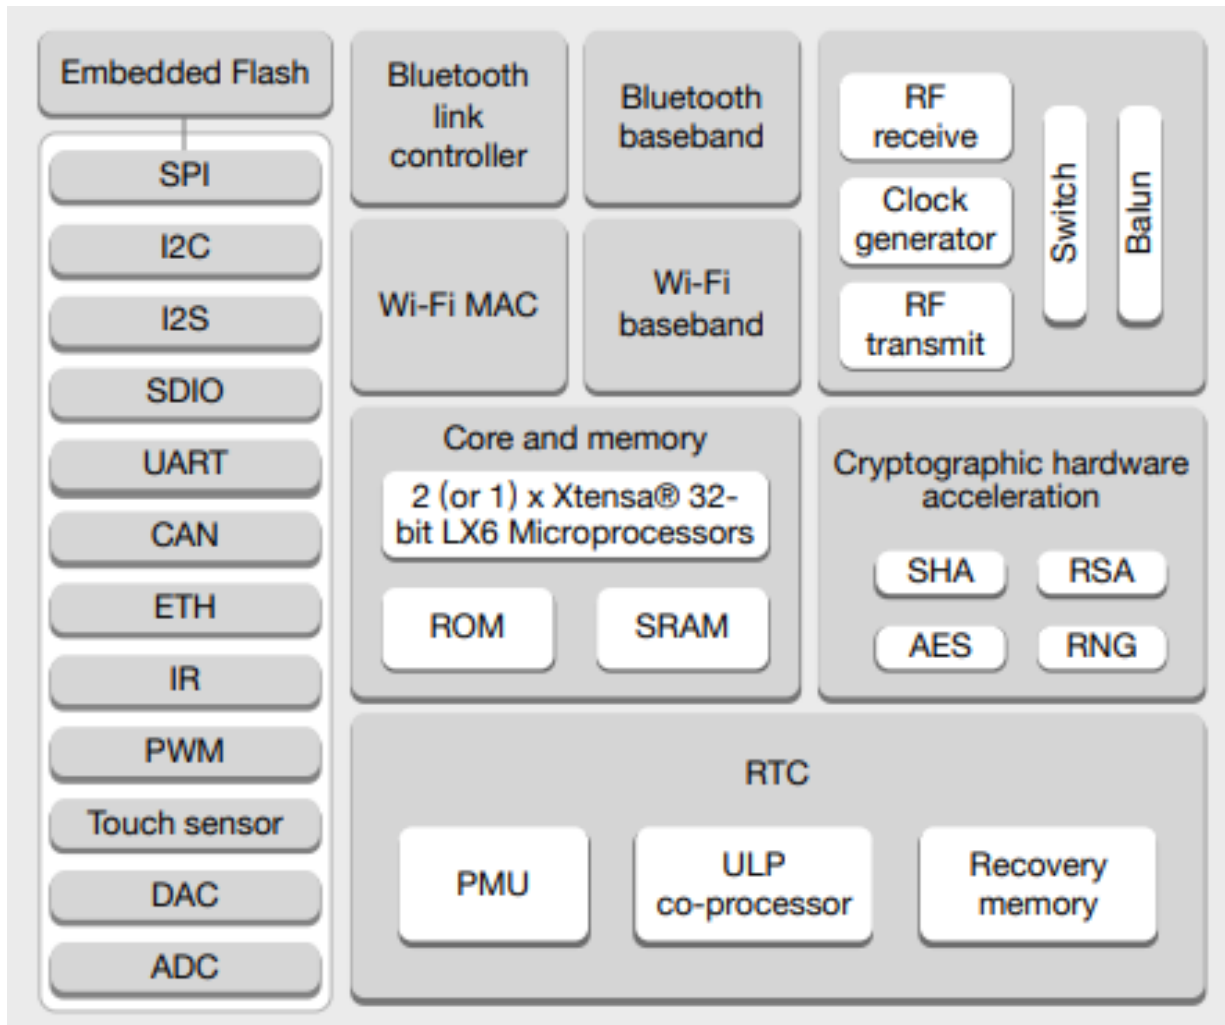 Embedded Flash
SPI
I2C
I2S
SDIO
UART
CAN
ETH
IR
PWM
Touch sensor
DAC
ADC
Bluetooth
link
controller
Bluetooth
baseband
Wi-Fi MAC
Wi-Fi
baseband
RF
receive
Clock
generator
RF
transmit
Switch
Balun
Core and memory
2 (or 1) x Xtensa® 32-
bit LX6 Microprocessors
ROM
SRAM
Cryptographic hardware
acceleration
SHA
RSA
AES
RNG
RTC
PMU
ULP
co-processor
Recovery
memory